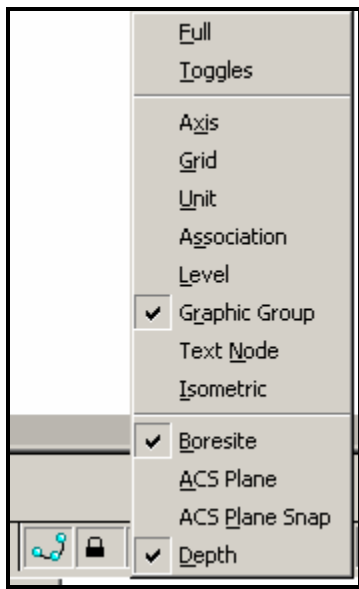 Full
Toggles
Axis
Grid
Unit
Association
Level
Graphic Group
Text Node
Isometric
Boresite
ACS Plane
ACS Plane Snap
Depth